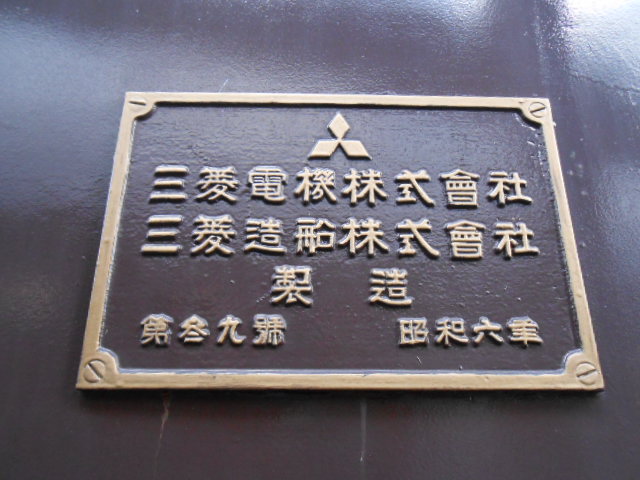 三菱電機株式會社
三菱造船株式會社
製造
第参九號 昭和六年